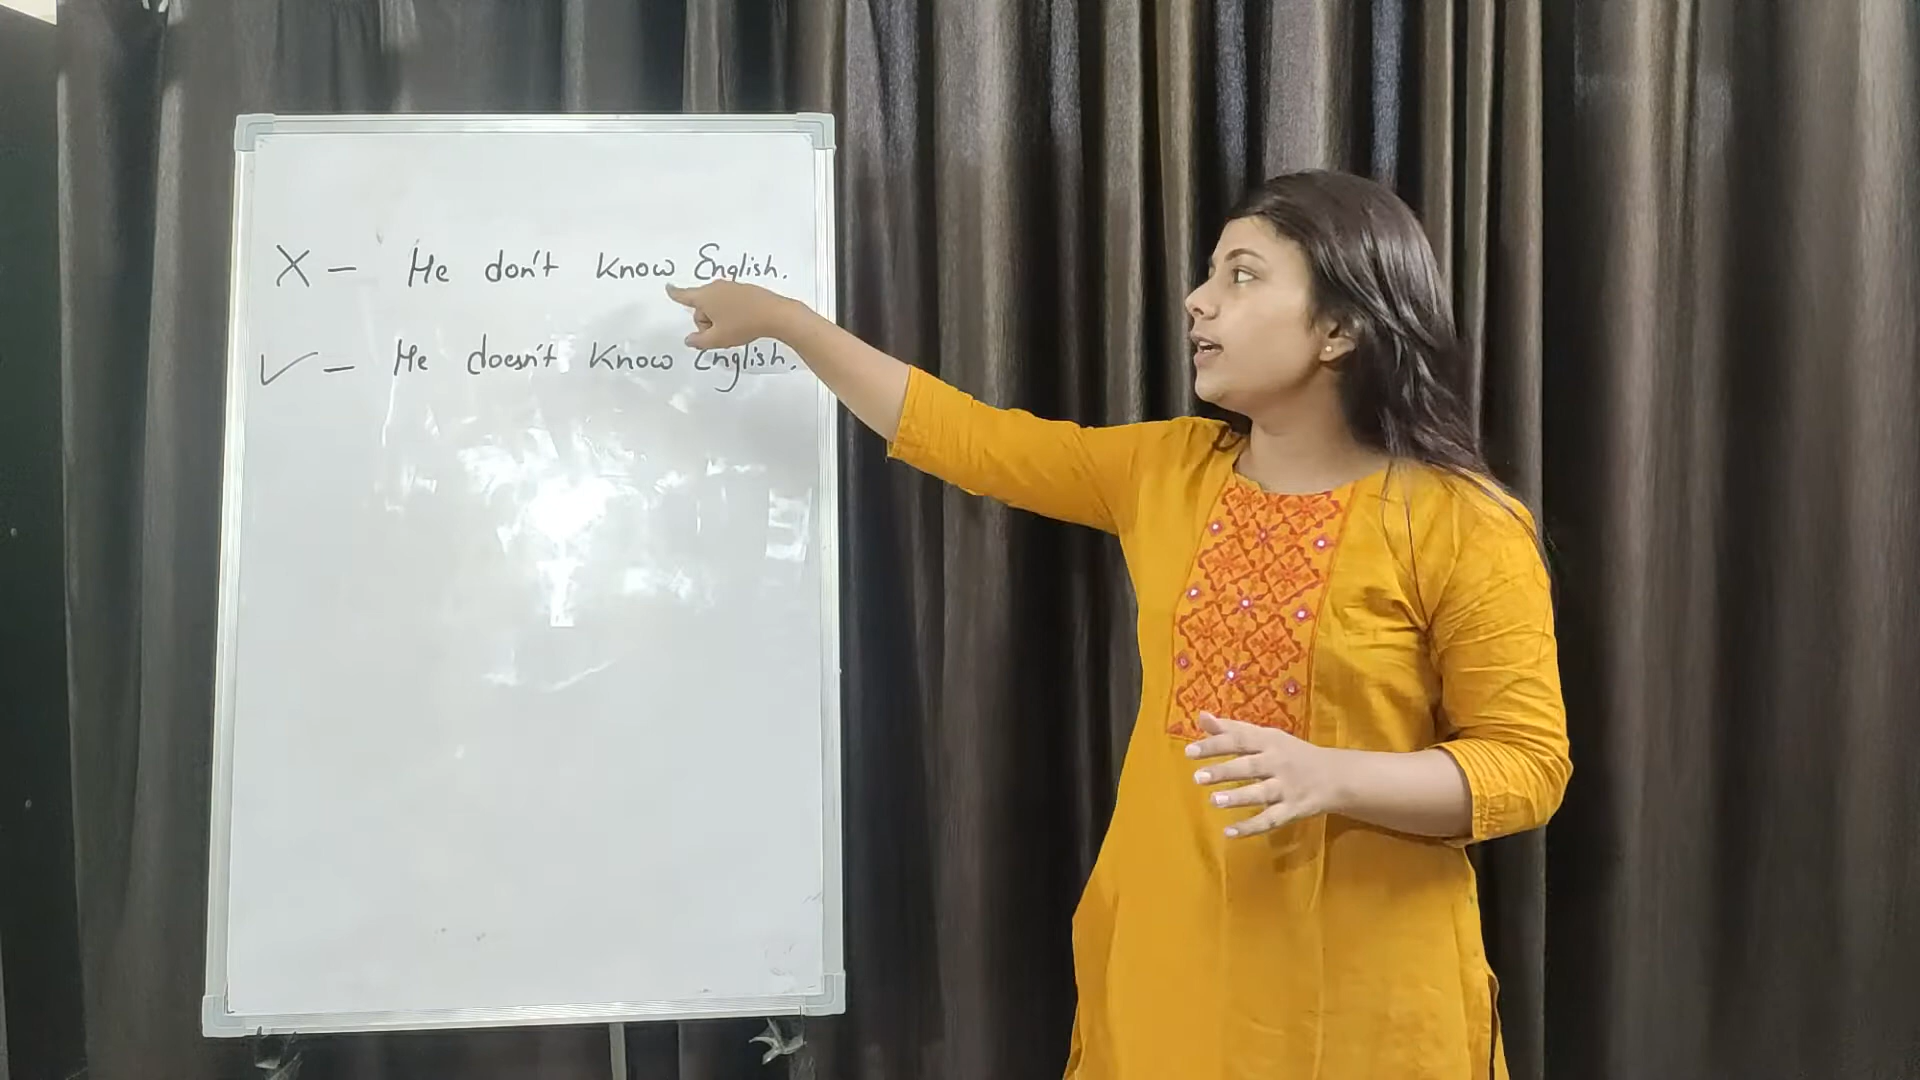 X - He don't know English.
✓ - He doesn't know English.